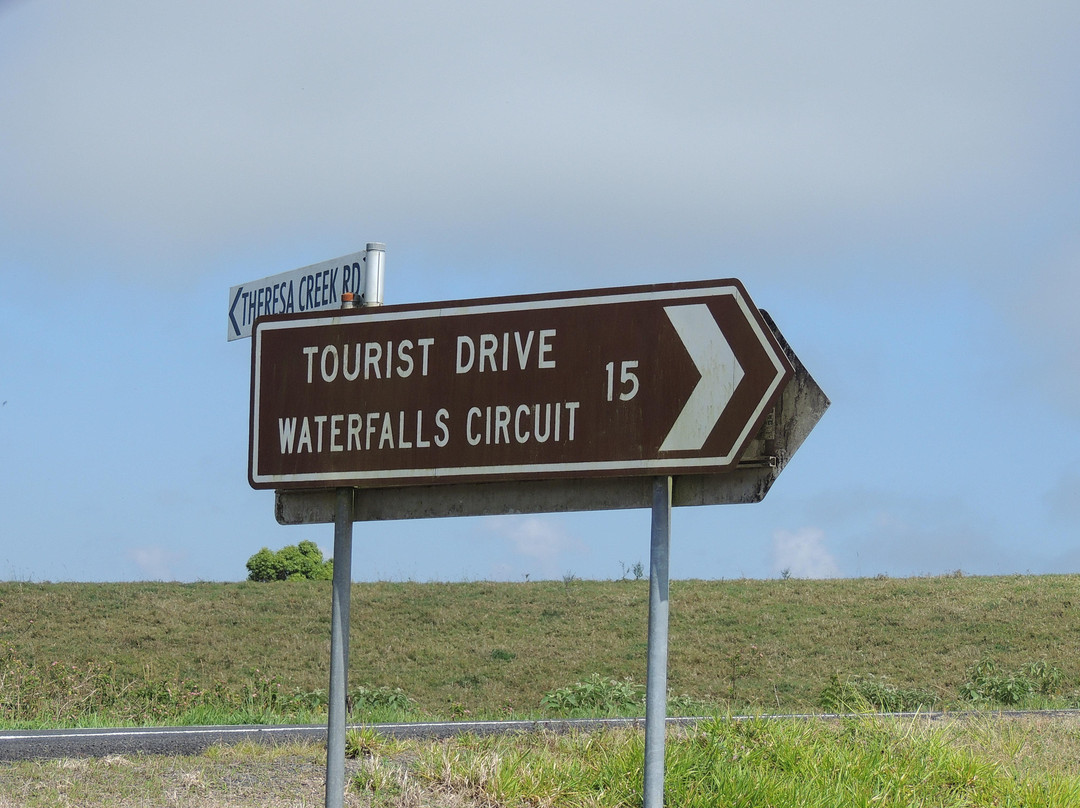 THERESA CREEK RD
TOURIST DRIVE
15
WATERFALLS CIRCUIT